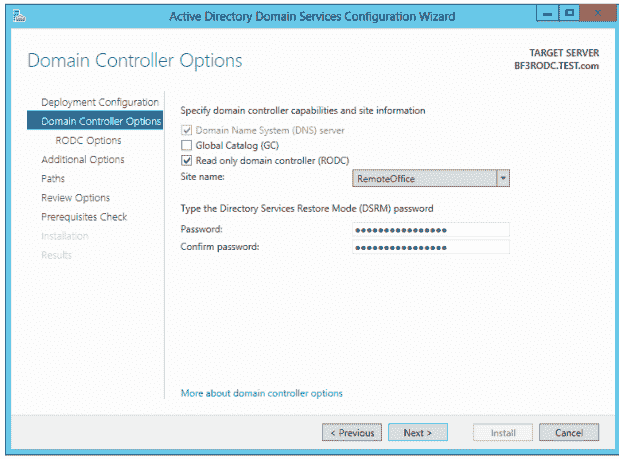 Active Directory Domain Services Configuration Wizard
Domain Controller Options
TARGET SERVER
BF3RODC.TEST.com
Deployment Configuration
Domain Controller Options
RODC Options
Additional Options
Paths
Review Options
Prerequisites Check
Installation
Results
Specify domain controller capabilities and site information
Domain Name System (DNS) server
Global Catalog (GC)
Read only domain controller (RODC)
Site name: RemoteOffice
Type the Directory Services Restore Mode (DSRM) password
Password: ••••••••••••••••
Confirm password: ••••••••••••••••
More about domain controller options
< Previous Next > Install Cancel